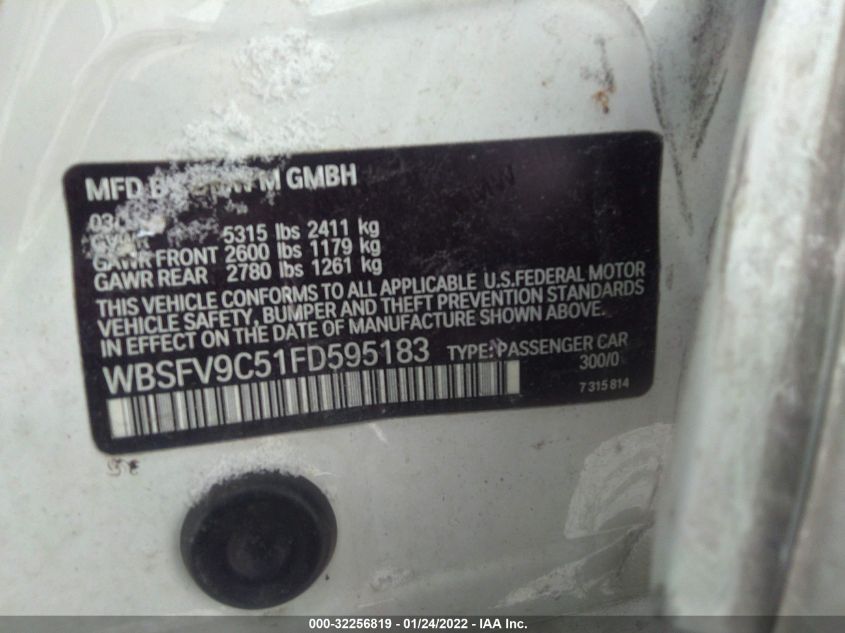 MFD BY BMW M GMBH
5315 lbs 2411 kg
GAWR FRONT 2600 lbs 1179 kg
GAWR REAR 2780 lbs 1261 kg
THIS VEHICLE CONFORMS TO ALL APPLICABLE U.S.FEDERAL MOTOR
VEHICLE SAFETY, BUMPER AND THEFT PREVENTION STANDARDS
IN EFFECT ON THE DATE OF MANUFACTURE SHOWN ABOVE.
WBSFV9C51FD595183 TYPE: PASSENGER CAR
300/0
7 315 814
000-32256819 - 01/24/2022 - IAA Inc.